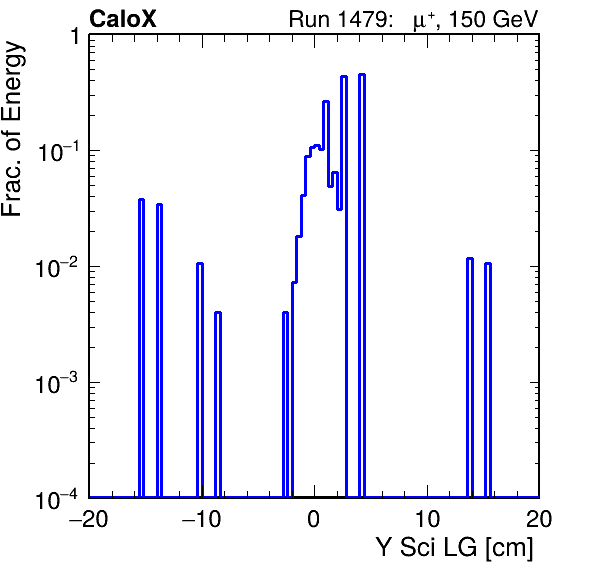 CaloX Run 1479: μ⁺, 150 GeV
Frac. of Energy
1
10⁻¹
10⁻²
10⁻³
10⁻⁴
−20 −10 0 10 20
Y Sci LG [cm]